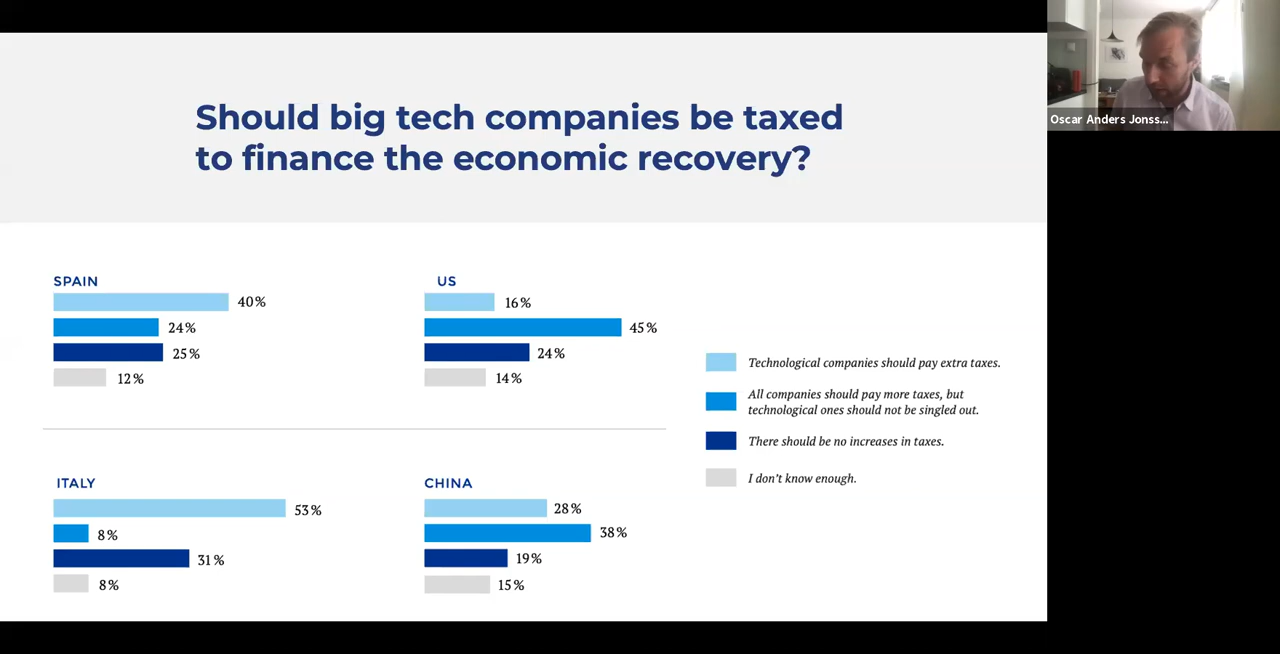 Should big tech companies be taxed
to finance the economic recovery?
Oscar Anders Jonss...
SPAIN
40%
24%
25%
12%
US
16%
45%
24%
14%
Technological companies should pay extra taxes.
All companies should pay more taxes, but
technological ones should not be singled out.
There should be no increases in taxes.
I don't know enough.
ITALY
53%
8%
31%
8%
CHINA
28%
38%
19%
15%